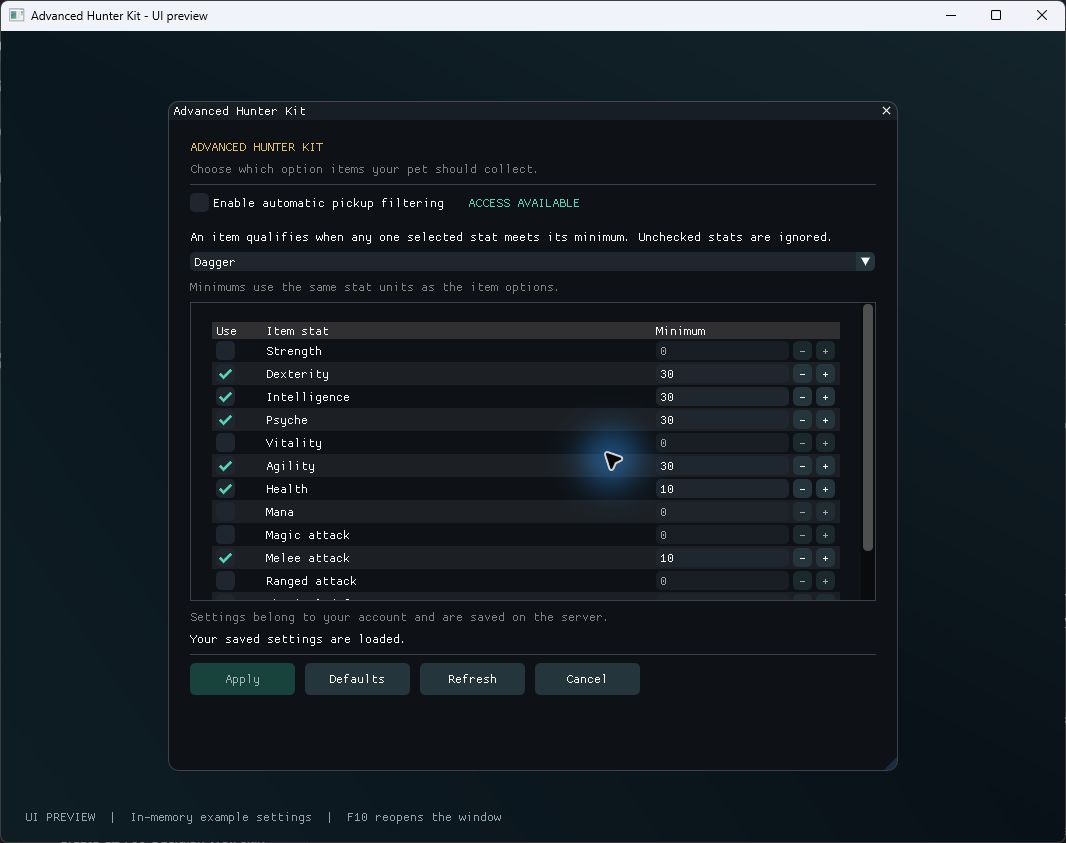 Advanced Hunter Kit - UI preview
Advanced Hunter Kit
ADVANCED HUNTER KIT
Choose which option items your pet should collect.
Enable automatic pickup filtering ACCESS AVAILABLE
An item qualifies when any one selected stat meets its minimum. Unchecked stats are ignored.
Dagger
Minimums use the same stat units as the item options.
Use Item stat Minimum
Strength 0 - +
Dexterity 30 - +
Intelligence 30 - +
Psyche 30 - +
Vitality 0 - +
Agility 30 - +
Health 10 - +
Mana 0 - +
Magic attack 0 - +
Melee attack 10 - +
Ranged attack 0 - +
Settings belong to your account and are saved on the server.
Your saved settings are loaded.
Apply Defaults Refresh Cancel
UI PREVIEW | In-memory example settings | F10 reopens the window